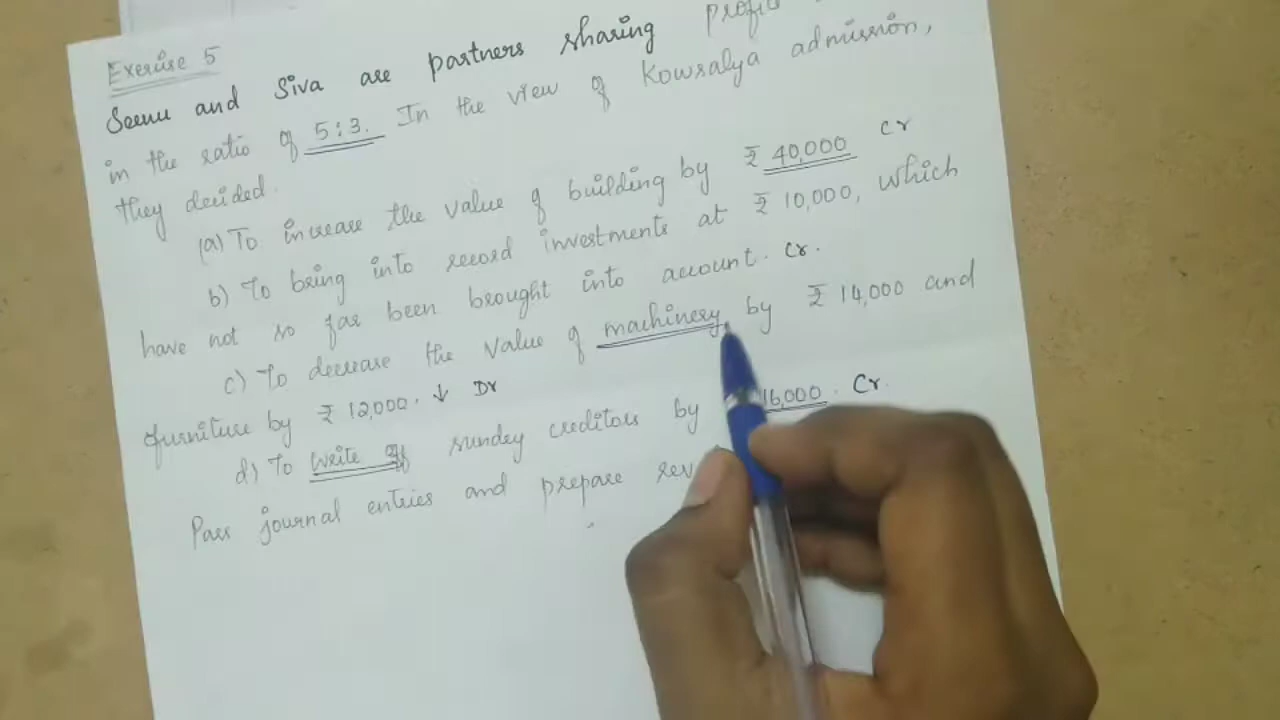 Exercise 5
Seenu and Siva are partners sharing profit
in the ratio of 5:3. In the view of Kowsalya admission,
they decided.
(a) To increase the value of building by ₹ 40,000 Cr
b) To being into record investments at ₹ 10,000, which
have not so far been brought into account. Cr.
c) To decrease the value of machinery by ₹ 14,000 and
furniture by ₹ 12,000. ↓ Dr
d) To write off sundry creditors by 16,000. Cr.
Pass journal entries and prepare rev